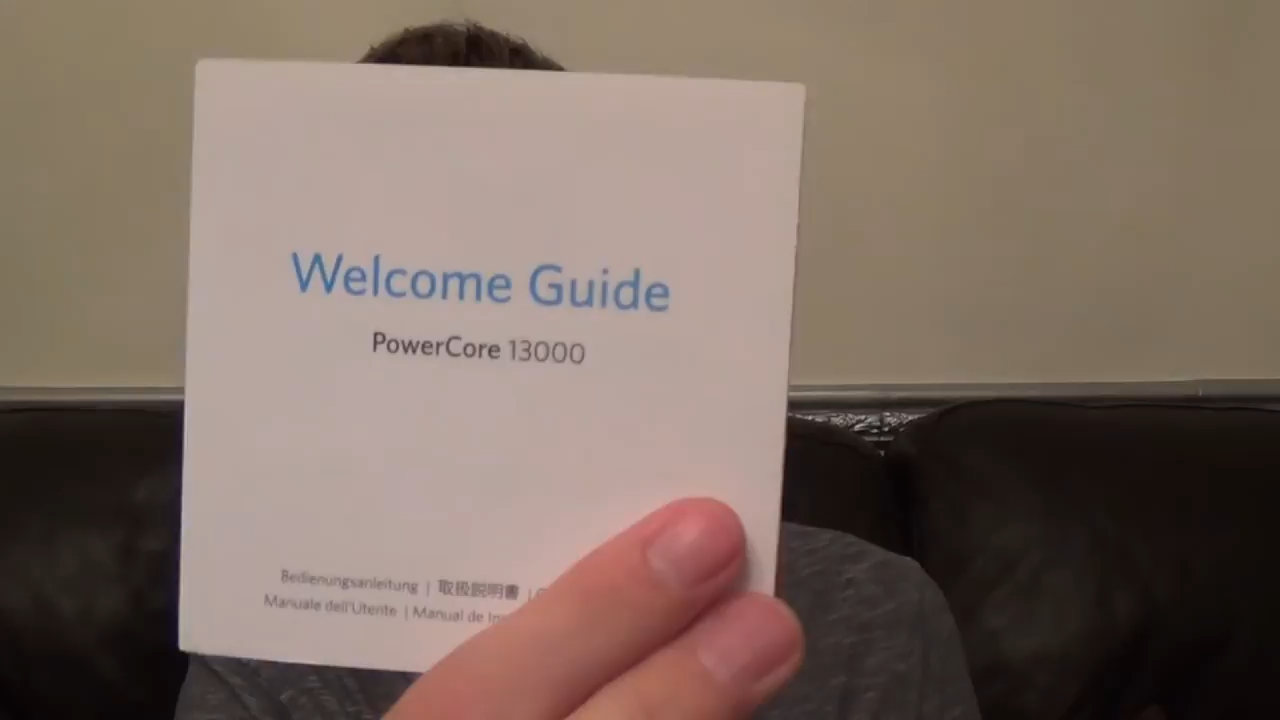 Welcome Guide
PowerCore 13000
Bedienungsanleitung | 取扱説明書 |
Manuale dell'Utente | Manual de